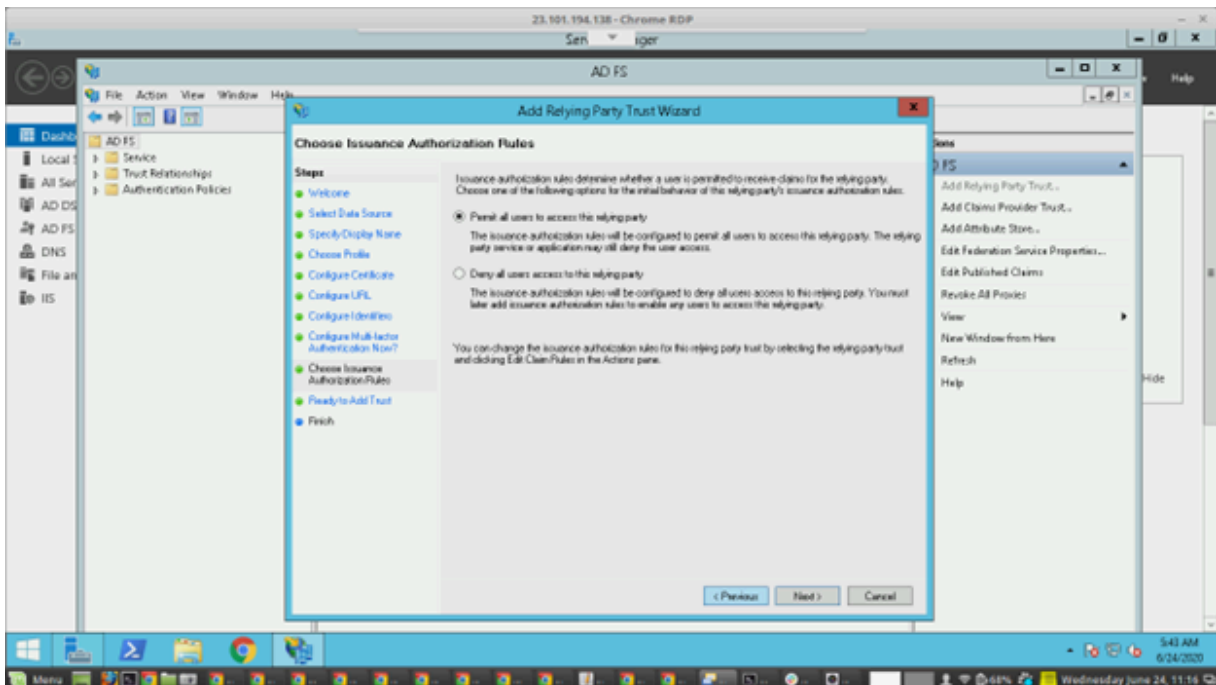 23.101.194.138 - Chrome RDP
Ser ager
AD FS
Help
File Action View Window Help
Add Relying Party Trust Wizard
Dashb
Local S
All Ser
AD DS
AD FS
DNS
File an
IIS
AD FS
Service
Trust Relationships
Authentication Policies
Choose Issuance Authorization Rules
Steps
Welcome
Select Data Source
Specify Display Name
Choose Profile
Configure Certificate
Configure URL
Configure Identifiers
Configure Multi-factor
Authentication Now?
Choose Issuance
Authorization Rules
Ready to Add Trust
Finish
Issuance authorization rules determine whether a user is permitted to receive claims for the relying party.
Choose one of the following options for the initial behavior of this relying party's issuance authorization rules.
Permit all users to access this relying party
The issuance authorization rules will be configured to permit all users to access this relying party. The relying
party service or application may still deny the user access.
Deny all users access to this relying party
The issuance authorization rules will be configured to deny all users access to this relying party. You must
later add issuance authorization rules to enable any users to access this relying party.
You can change the issuance authorization rules for this relying party trust by selecting the relying party trust
and clicking Edit Claim Rules in the Actions pane.
< Previous
Next >
Cancel
ions
D FS
Add Relying Party Trust...
Add Claims Provider Trust...
Add Attribute Store...
Edit Federation Service Properties...
Edit Published Claims
Revoke All Proxies
View
New Window from Here
Refresh
Help
Hide
5:43 AM
6/24/2020
Menu
68%
Wednesday June 24, 11:16